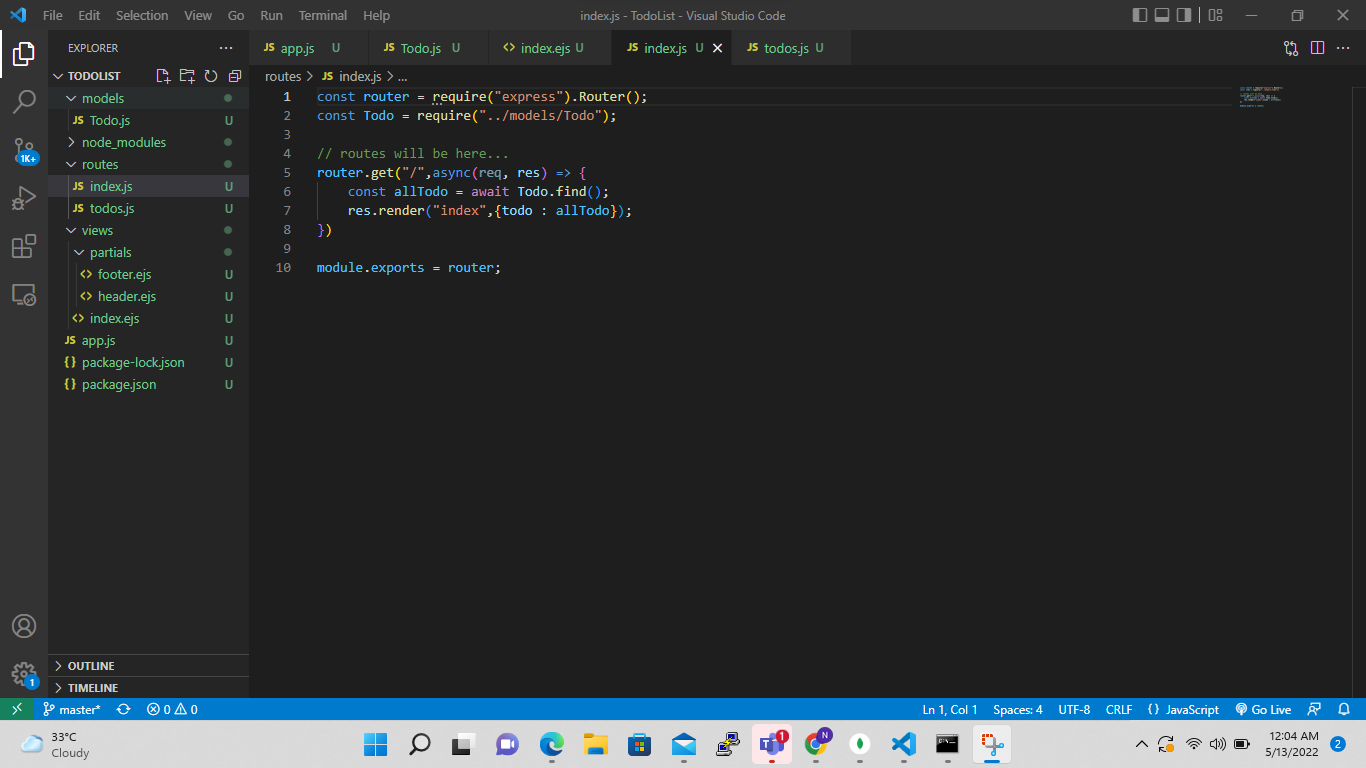 File Edit Selection View Go Run Terminal Help index.js - TodoList - Visual Studio Code
EXPLORER
TODOLIST
models
JS Todo.js U
node_modules
routes
JS index.js U
JS todos.js U
views
partials
<> footer.ejs U
<> header.ejs U
<> index.ejs U
JS app.js U
{} package-lock.json U
{} package.json U
OUTLINE
TIMELINE
1K+
1
JS app.js U JS Todo.js U <> index.ejs U JS index.js U JS todos.js U
routes > JS index.js > ...
1 const router = require("express").Router();
2 const Todo = require("../models/Todo");
3
4 // routes will be here...
5 router.get("/",async(req, res) => {
6 const allTodo = await Todo.find();
7 res.render("index",{todo : allTodo});
8 })
9
10 module.exports = router;
master* 0 0 Ln 1, Col 1 Spaces: 4 UTF-8 CRLF {} JavaScript Go Live
33°C
Cloudy
1
N
12:04 AM
5/13/2022
2